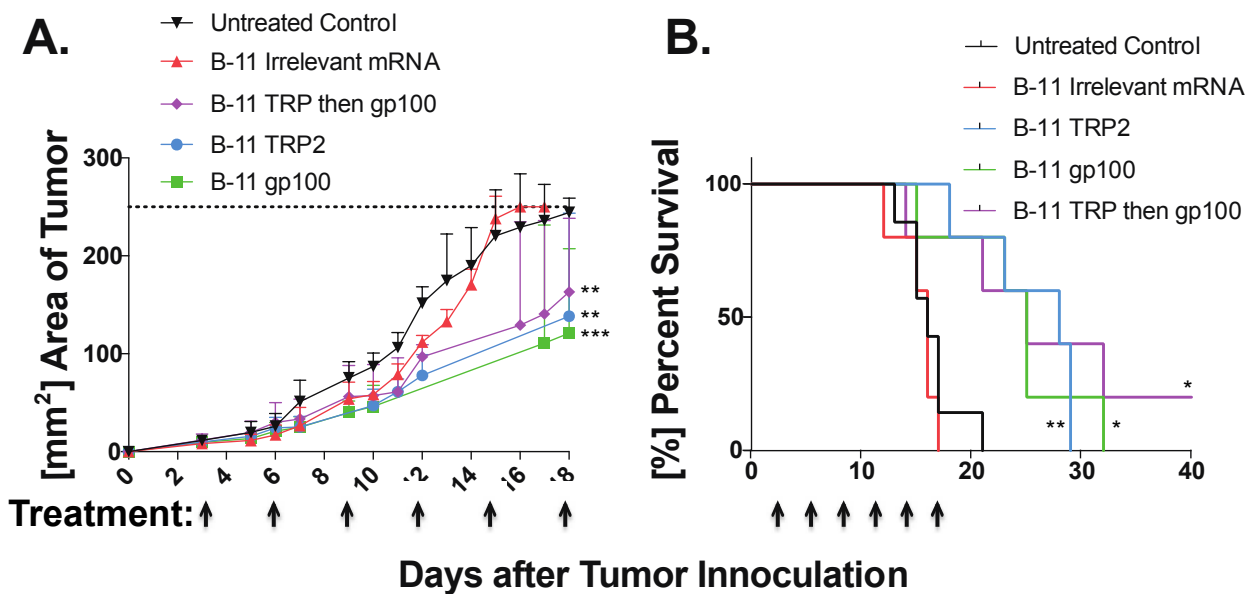 A.
Untreated Control
B-11 Irrelevant mRNA
B-11 TRP then gp100
B-11 TRP2
B-11 gp100
[mm²] Area of Tumor
300
200
100
0
0 2 4 6 8 10 12 14 16 18
**
**
***
B.
Untreated Control
B-11 Irrelevant mRNA
B-11 TRP2
B-11 gp100
B-11 TRP then gp100
[%] Percent Survival
100
50
0
0 10 20 30 40
*
** *
Treatment:
Days after Tumor Innoculation